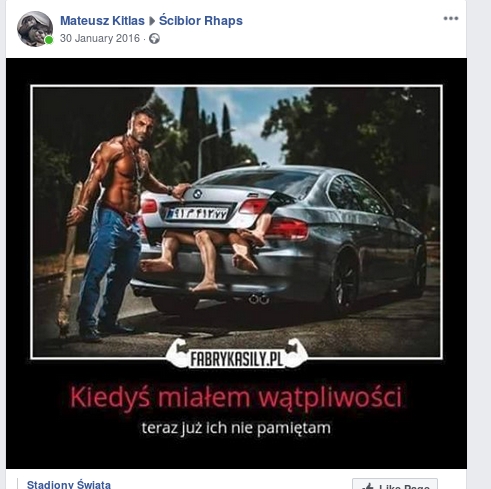 Mateusz Kitlas Ścibior Rhaps
30 January 2016 ·
FABRYKASILY.PL
Kiedyś miałem wątpliwości
teraz już ich nie pamiętam
Stadiony Świata
Like Page